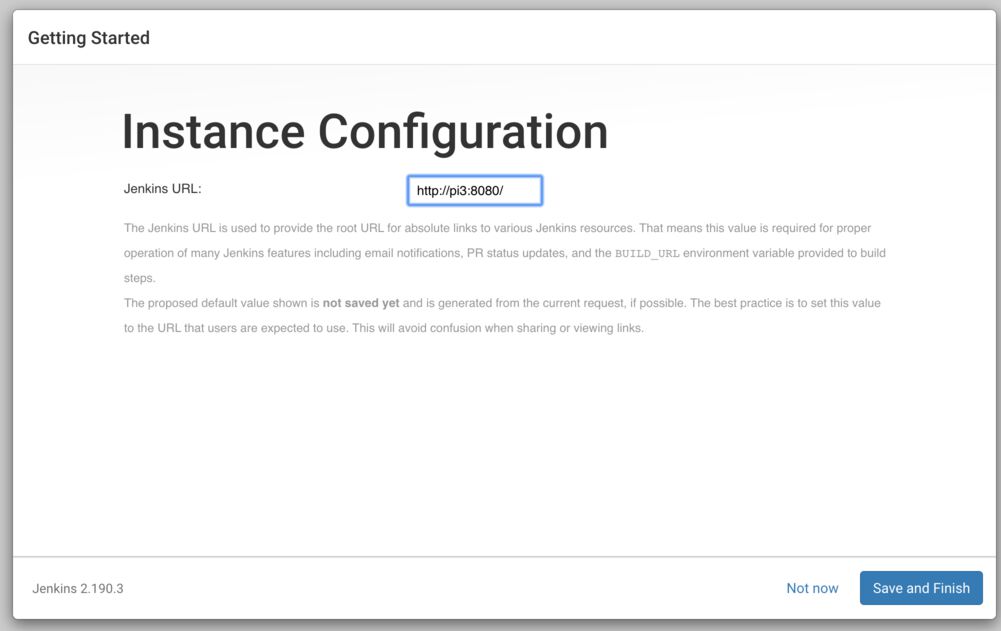 Getting Started
Instance Configuration
Jenkins URL: http://pi3:8080/
The Jenkins URL is used to provide the root URL for absolute links to various Jenkins resources. That means this value is required for proper
operation of many Jenkins features including email notifications, PR status updates, and the BUILD_URL environment variable provided to build
steps.
The proposed default value shown is not saved yet and is generated from the current request, if possible. The best practice is to set this value
to the URL that users are expected to use. This will avoid confusion when sharing or viewing links.
Jenkins 2.190.3 Not now Save and Finish